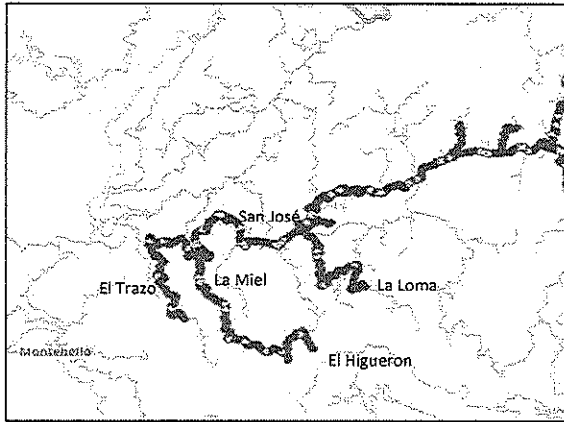 San José
La Miel
El Trazo
La Loma
Montebello
El Higueron